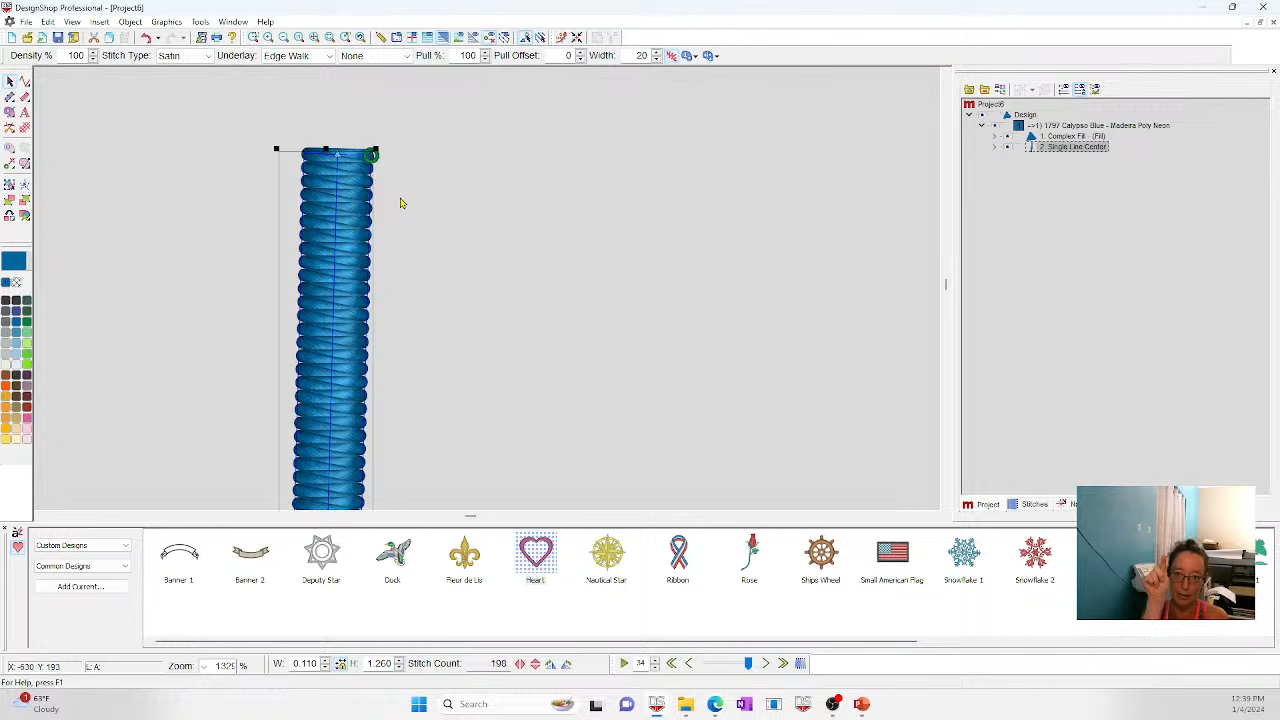 DesignShop Professional - [Project6]
File Edit View Insert Object Graphics Tools Window Help
Density % 100 Stitch Type: Satin Underlay: Edge Walk None Pull %: 100 Pull Offset: 0 Width: 20
Project6
Design
=>1) 1797 Calypso Blue - Madeira Poly Neon
1. Complex Fill - (Fill)
2. Single Line Center
Project Stitches
Custom Designs
Common Designs
Add Current...
Banner 1 Banner 2 Deputy Star Duck Fleur de Lis Heart Nautical Star Ribbon Rose Ships Wheel Small American Flag Snowflake 1 Snowflake 2
X: -630 Y: 193 L: A: Zoom: 1329 % W: 0.110 H: 1.260 Stitch Count: 198 34
For Help, press F1
1
63°F
Cloudy
Search
12:39 PM
1/4/2024